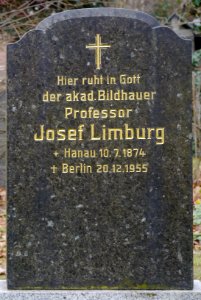 Hier ruht in Gott
der akad. Bildhauer
Professor
Josef Limburg
+ Hanau 10.7.1874
+ Berlin 20.12.1955